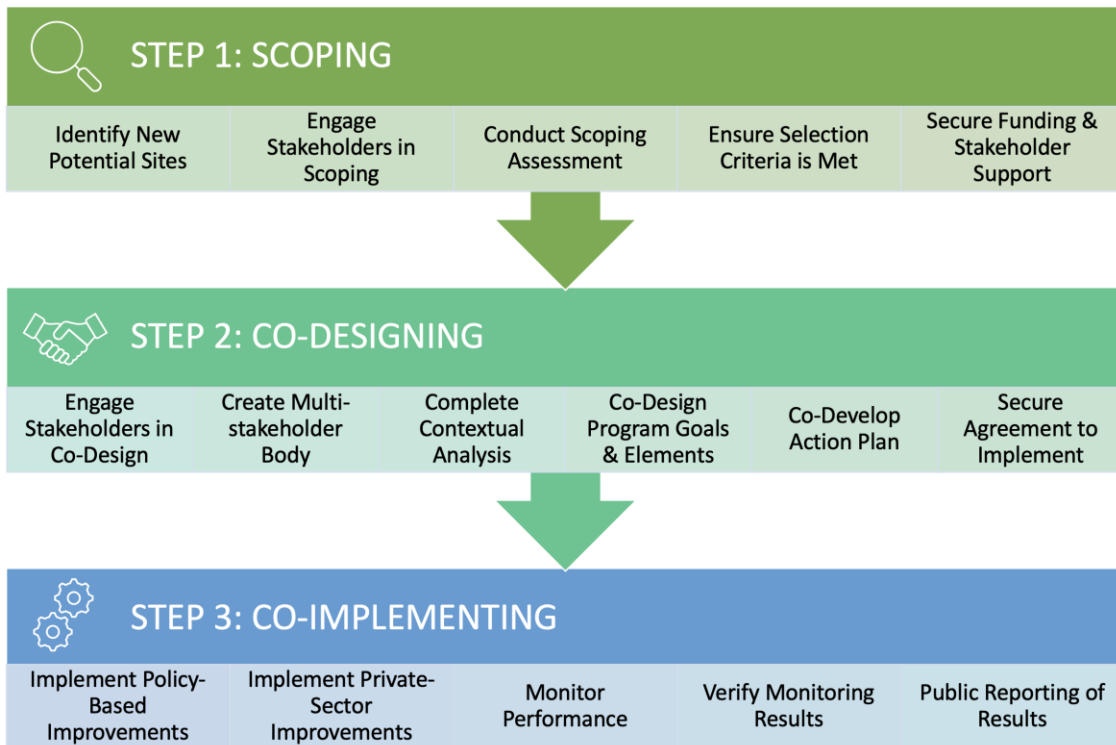 STEP 1: SCOPING
Identify New
Potential Sites
Engage
Stakeholders in
Scoping
Conduct Scoping
Assessment
Ensure Selection
Criteria is Met
Secure Funding &
Stakeholder
Support
STEP 2: CO-DESIGNING
Engage
Stakeholders in
Co-Design
Create Multi-
stakeholder
Body
Complete
Contextual
Analysis
Co-Design
Program Goals
& Elements
Co-Develop
Action Plan
Secure
Agreement to
Implement
STEP 3: CO-IMPLEMENTING
Implement Policy-
Based
Improvements
Implement Private-
Sector
Improvements
Monitor
Performance
Verify Monitoring
Results
Public Reporting of
Results